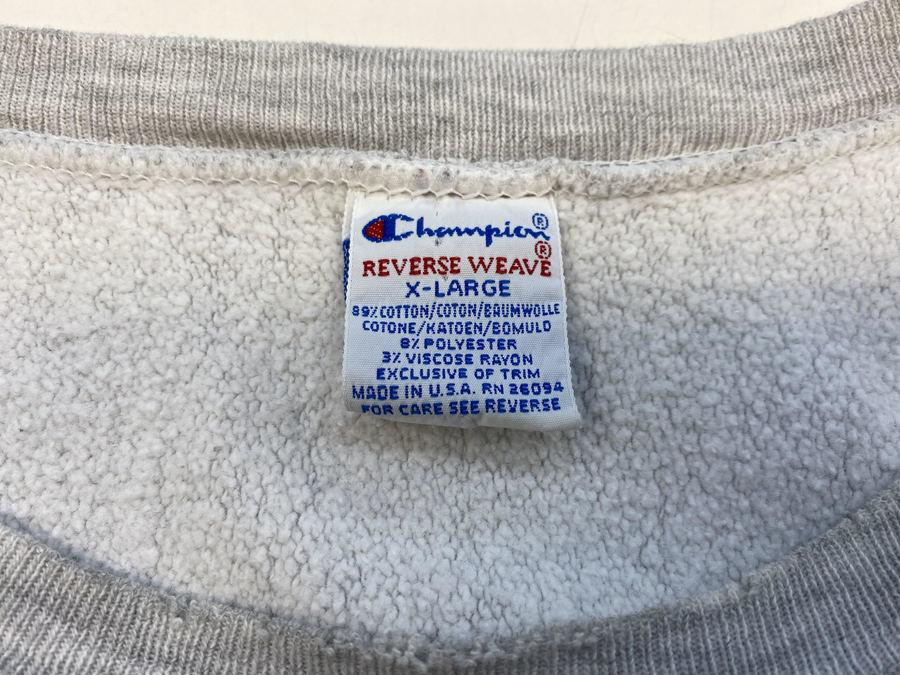 Champion®
REVERSE WEAVE®
X-LARGE
89% COTTON/COTON/BAUMWOLLE
COTONE/KATOEN/BOMULD
8% POLYESTER
3% VISCOSE RAYON
EXCLUSIVE OF TRIM
MADE IN U.S.A. RN 26094
FOR CARE SEE REVERSE